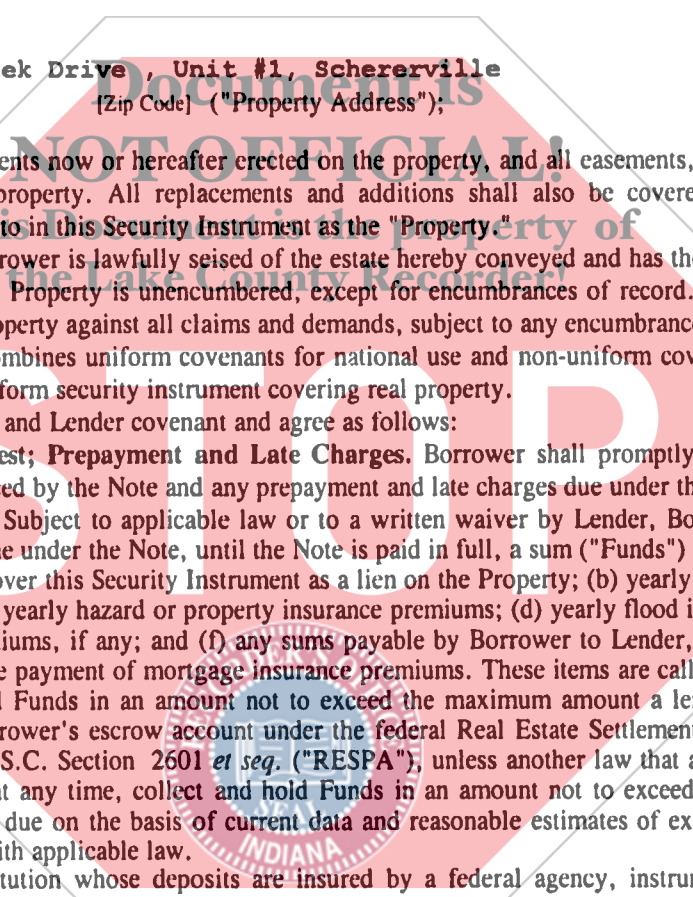 ek Drive , Unit #1, Schererville
[Zip Code] ("Property Address");
Document is
NOT OFFICIAL!
ents now or hereafter erected on the property, and all easements,
property. All replacements and additions shall also be covere
to in this Security Instrument as the "Property."
is Document is the property of
rower is lawfully seised of the estate hereby conveyed and has th
the Lake County Recorder!
Property is unencumbered, except for encumbrances of record.
operty against all claims and demands, subject to any encumbranc
ombines uniform covenants for national use and non-uniform cov
form security instrument covering real property.
and Lender covenant and agree as follows:
STOP
est; Prepayment and Late Charges. Borrower shall promptly
ed by the Note and any prepayment and late charges due under th
Subject to applicable law or to a written waiver by Lender, Bo
e under the Note, until the Note is paid in full, a sum ("Funds")
over this Security Instrument as a lien on the Property; (b) yearly
yearly hazard or property insurance premiums; (d) yearly flood i
iums, if any; and (f) any sums payable by Borrower to Lender,
e payment of mortgage insurance premiums. These items are call
d Funds in an amount not to exceed the maximum amount a le
rower's escrow account under the federal Real Estate Settlement
S.C. Section 2601 et seq. ("RESPA"), unless another law that a
at any time, collect and hold Funds in an amount not to exceed
due on the basis of current data and reasonable estimates of ex
ith applicable law.
SEAL
INDIANA
tution whose deposits are insured by a federal agency, instrur